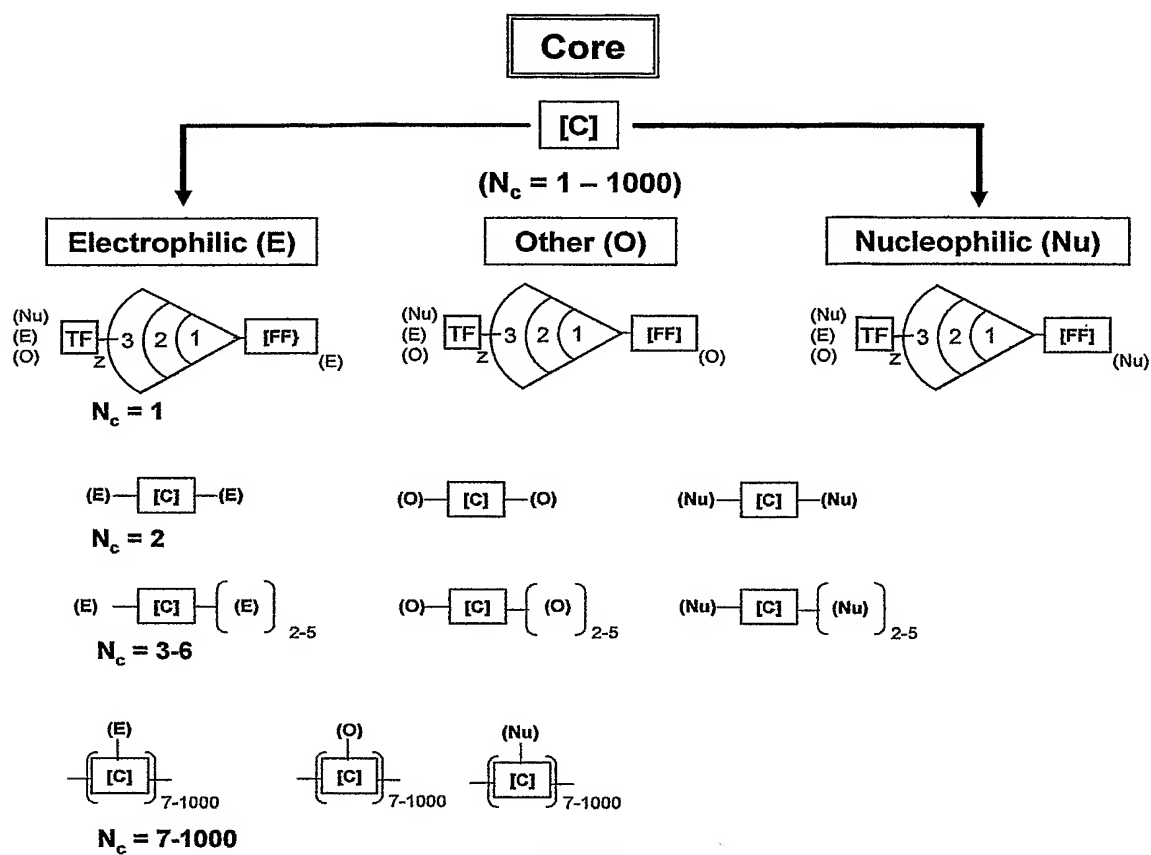 Core
[C]
(Nc = 1 – 1000)
Electrophilic (E) Other (O) Nucleophilic (Nu)
(Nu) (E) (O) TF z 3 2 1 [FF} (E)
(Nu) (E) (O) TF z 3 2 1 [FF] (O)
(Nu) (E) (O) TF z 3 2 1 [FF] (Nu)
Nc = 1
(E) [C] (E) (O) [C] (O) (Nu) [C] (Nu)
Nc = 2
(E) [C] (E) 2-5 (O) [C] (O) 2-5 (Nu) [C] (Nu) 2-5
Nc = 3-6
(E) (O) (Nu)
[C] 7-1000 [C] 7-1000 [C] 7-1000
Nc = 7-1000